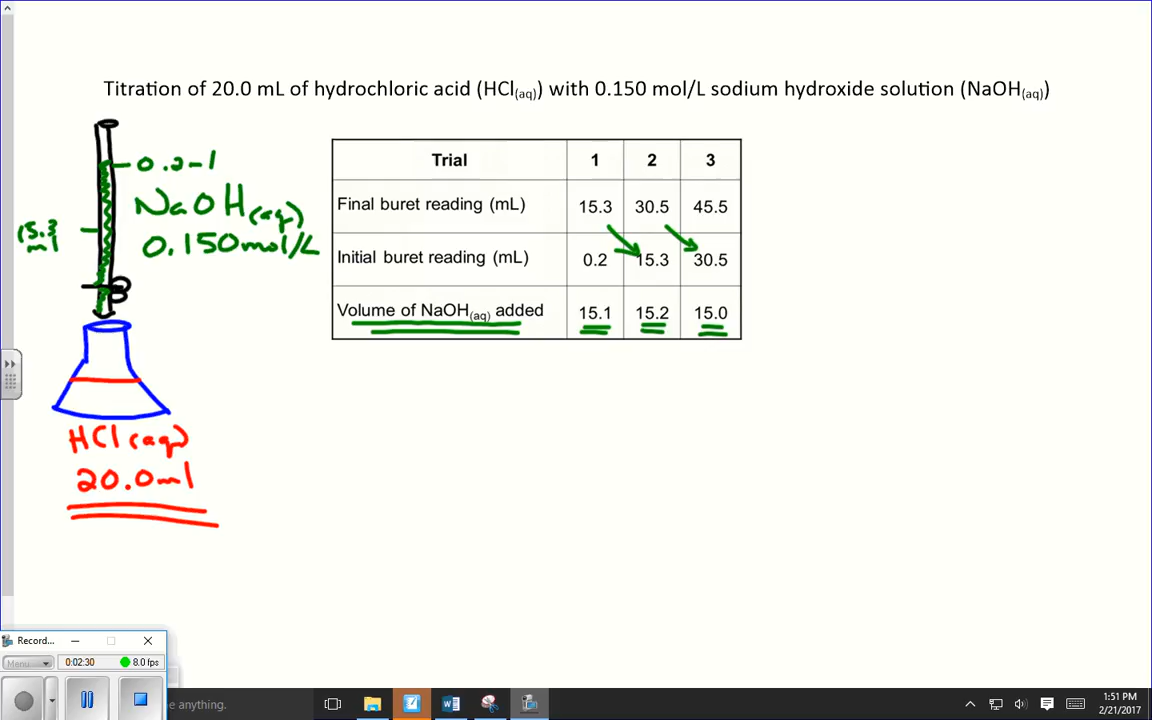 Titration of 20.0 mL of hydrochloric acid (HCl(aq)) with 0.150 mol/L sodium hydroxide solution (NaOH(aq))
0.2ml
NaOH(aq)
15.3
ml
0.150mol/L
Trial 1 2 3
Final buret reading (mL) 15.3 30.5 45.5
Initial buret reading (mL) 0.2 15.3 30.5
Volume of NaOH(aq) added 15.1 15.2 15.0
HCl(aq)
20.0ml
Record...
Menu
0:02:30 8.0 fps
e anything.
1:51 PM
2/21/2017